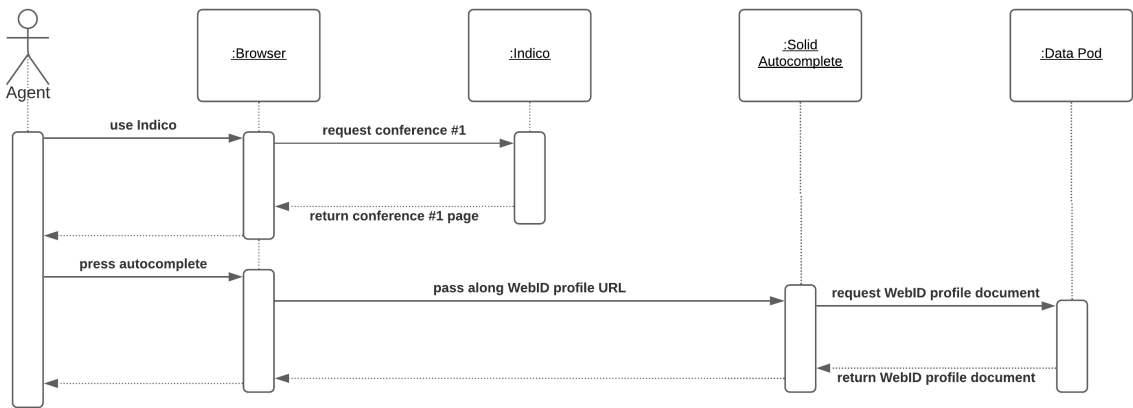 :Browser
:Indico
:Solid
Autocomplete
:Data Pod
Agent
use Indico
request conference #1
return conference #1 page
press autocomplete
pass along WebID profile URL
request WebID profile document
return WebID profile document